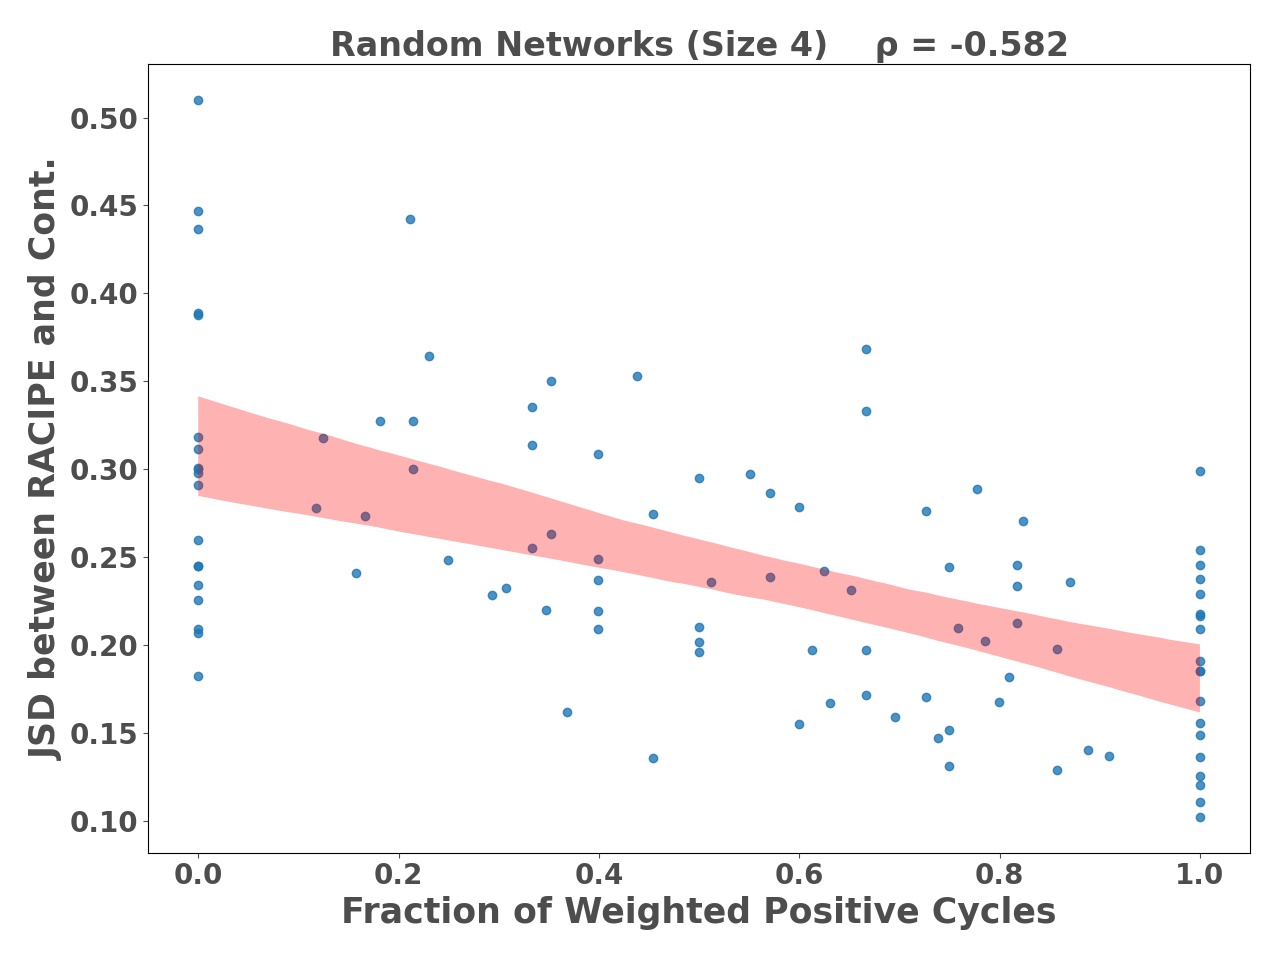 Random Networks (Size 4)    ρ = -0.582
JSD between RACIPE and Cont.
0.50
0.45
0.40
0.35
0.30
0.25
0.20
0.15
0.10
0.0 0.2 0.4 0.6 0.8 1.0
Fraction of Weighted Positive Cycles